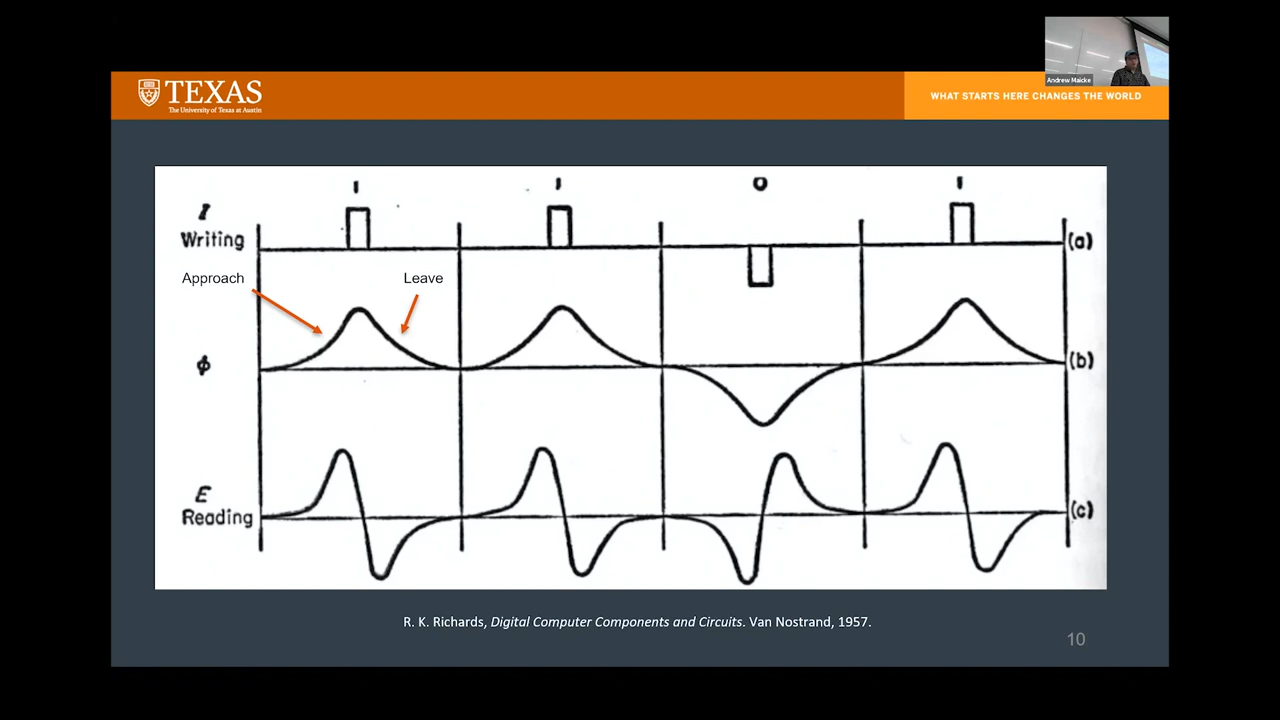 Andrew Maicke
TEXAS
The University of Texas at Austin
WHAT STARTS HERE CHANGES THE WORLD
1 1 0 1
I
Writing
(a)
Approach
Leave
ϕ
(b)
E
Reading
(c)
R. K. Richards, Digital Computer Components and Circuits. Van Nostrand, 1957.
10